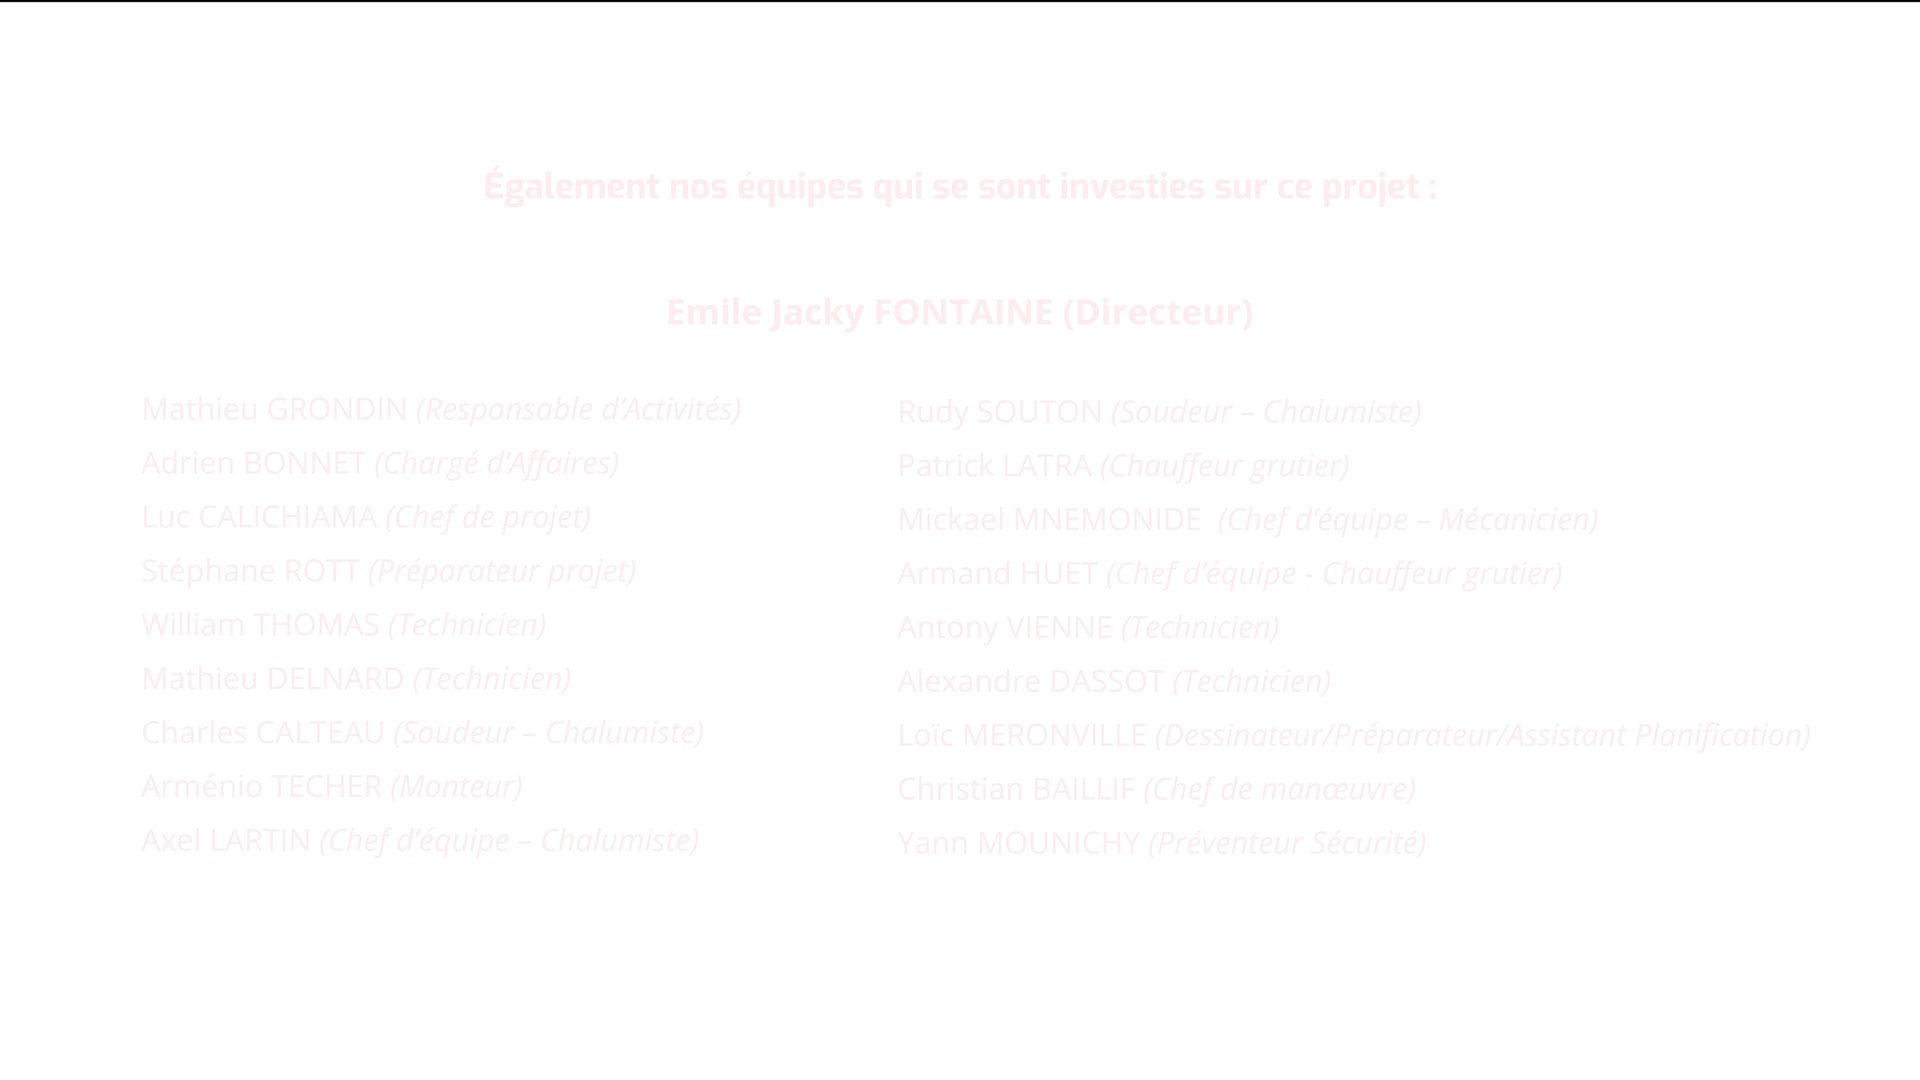 Également nos équipes qui se sont investies sur ce projet :
Emile Jacky FONTAINE (Directeur)
Mathieu GRONDIN (Responsable d’Activités)
Adrien BONNET (Chargé d’Affaires)
Luc CALICHIAMA (Chef de projet)
Stéphane ROTT (Préparateur projet)
William THOMAS (Technicien)
Mathieu DELNARD (Technicien)
Charles CALTEAU (Soudeur – Chalumiste)
Arménio TECHER (Monteur)
Axel LARTIN (Chef d’équipe – Chalumiste)
Rudy SOUTON (Soudeur – Chalumiste)
Patrick LATRA (Chauffeur grutier)
Mickael MNEMONIDE  (Chef d’équipe – Mécanicien)
Armand HUET (Chef d’équipe - Chauffeur grutier)
Antony VIENNE (Technicien)
Alexandre DASSOT (Technicien)
Loïc MERONVILLE (Dessinateur/Préparateur/Assistant Planification)
Christian BAILLIF (Chef de manœuvre)
Yann MOUNICHY (Préventeur Sécurité)